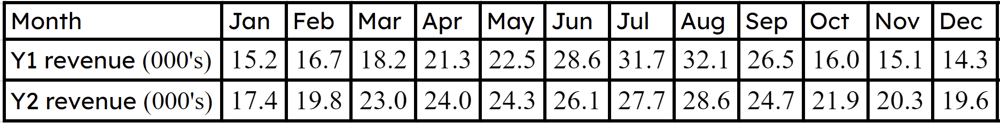 Month Jan Feb Mar Apr May Jun Jul Aug Sep Oct Nov Dec
Y1 revenue (000's) 15.2 16.7 18.2 21.3 22.5 28.6 31.7 32.1 26.5 16.0 15.1 14.3
Y2 revenue (000's) 17.4 19.8 23.0 24.0 24.3 26.1 27.7 28.6 24.7 21.9 20.3 19.6